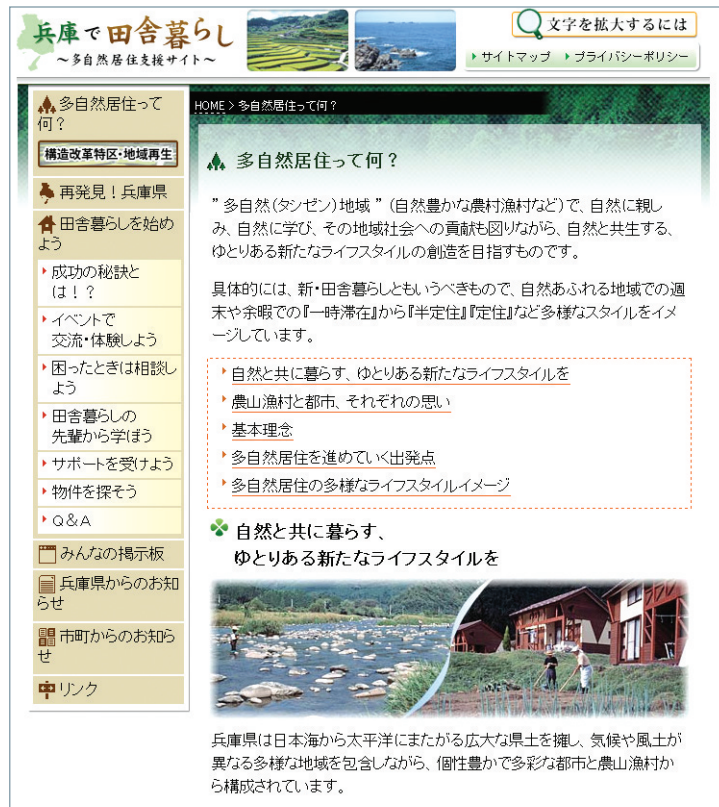 兵庫で田舎暮らし
～多自然居住支援サイト～
文字を拡大するには
サイトマップ
プライバシーポリシー
多自然居住って
何？
構造改革特区・地域再生
再発見！兵庫県
田舎暮らしを始め
よう
成功の秘訣と
は！？
イベントで
交流・体験しよう
困ったときは相談し
よう
田舎暮らしの
先輩から学ぼう
サポートを受けよう
物件を探そう
Q&A
みんなの掲示板
兵庫県からのお知
らせ
市町からのお知ら
せ
リンク
HOME > 多自然居住って何？
多自然居住って何？
”多自然（タシゼン）地域”（自然豊かな農村漁村など）で、自然に親し
み、自然に学び、その地域社会への貢献も図りながら、自然と共生する、
ゆとりある新たなライフスタイルの創造を目指すものです。
具体的には、新・田舎暮らしともいうべきもので、自然あふれる地域での週
末や余暇での『一時滞在』から『半定住』『定住』など多様なスタイルをイメ
ージしています。
自然と共に暮らす、ゆとりある新たなライフスタイルを
農山漁村と都市、それぞれの思い
基本理念
多自然居住を進めていく出発点
多自然居住の多様なライフスタイルイメージ
自然と共に暮らす、
ゆとりある新たなライフスタイルを
兵庫県は日本海から太平洋にまたがる広大な県土を擁し、気候や風土が
異なる多様な地域を包含しながら、個性豊かで多彩な都市と農山漁村か
ら構成されています。